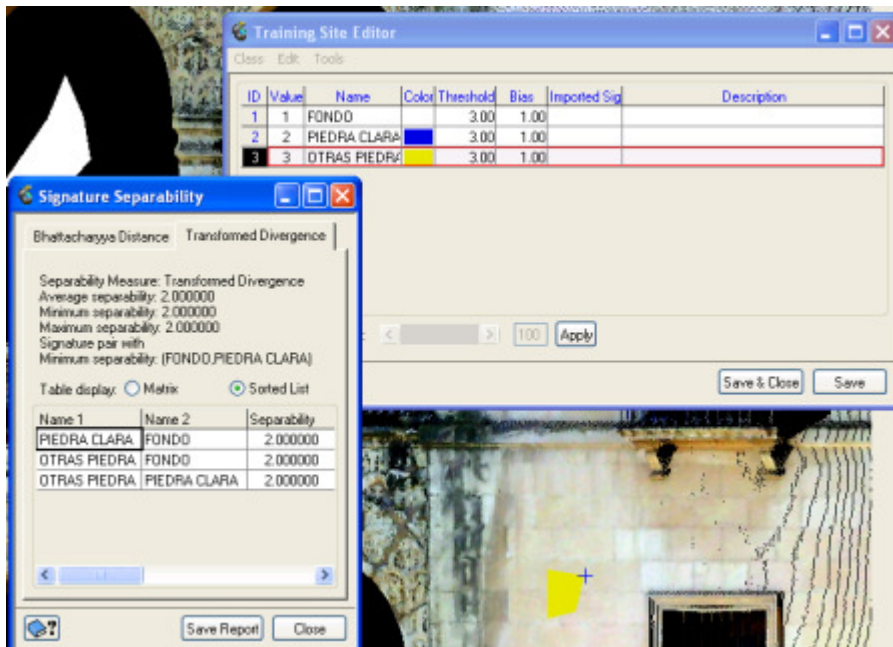 Training Site Editor
Class Edit Tools
ID Value Name Color Threshold Bias Imported Sig Description
1 1 FONDO 3.00 1.00
2 2 PIEDRA CLARA 3.00 1.00
3 3 OTRAS PIEDRA 3.00 1.00
100 Apply
Save & Close Save
Signature Separability
Bhattacharyya Distance Transformed Divergence
Separability Measure: Transformed Divergence
Average separability: 2.000000
Minimum separability: 2.000000
Maximum separability: 2.000000
Signature pair with
Minimum separability: (FONDO,PIEDRA CLARA)
Table display: Matrix Sorted List
Name 1 Name 2 Separability
PIEDRA CLARA FONDO 2.000000
OTRAS PIEDRA FONDO 2.000000
OTRAS PIEDRA PIEDRA CLARA 2.000000
? Save Report Close